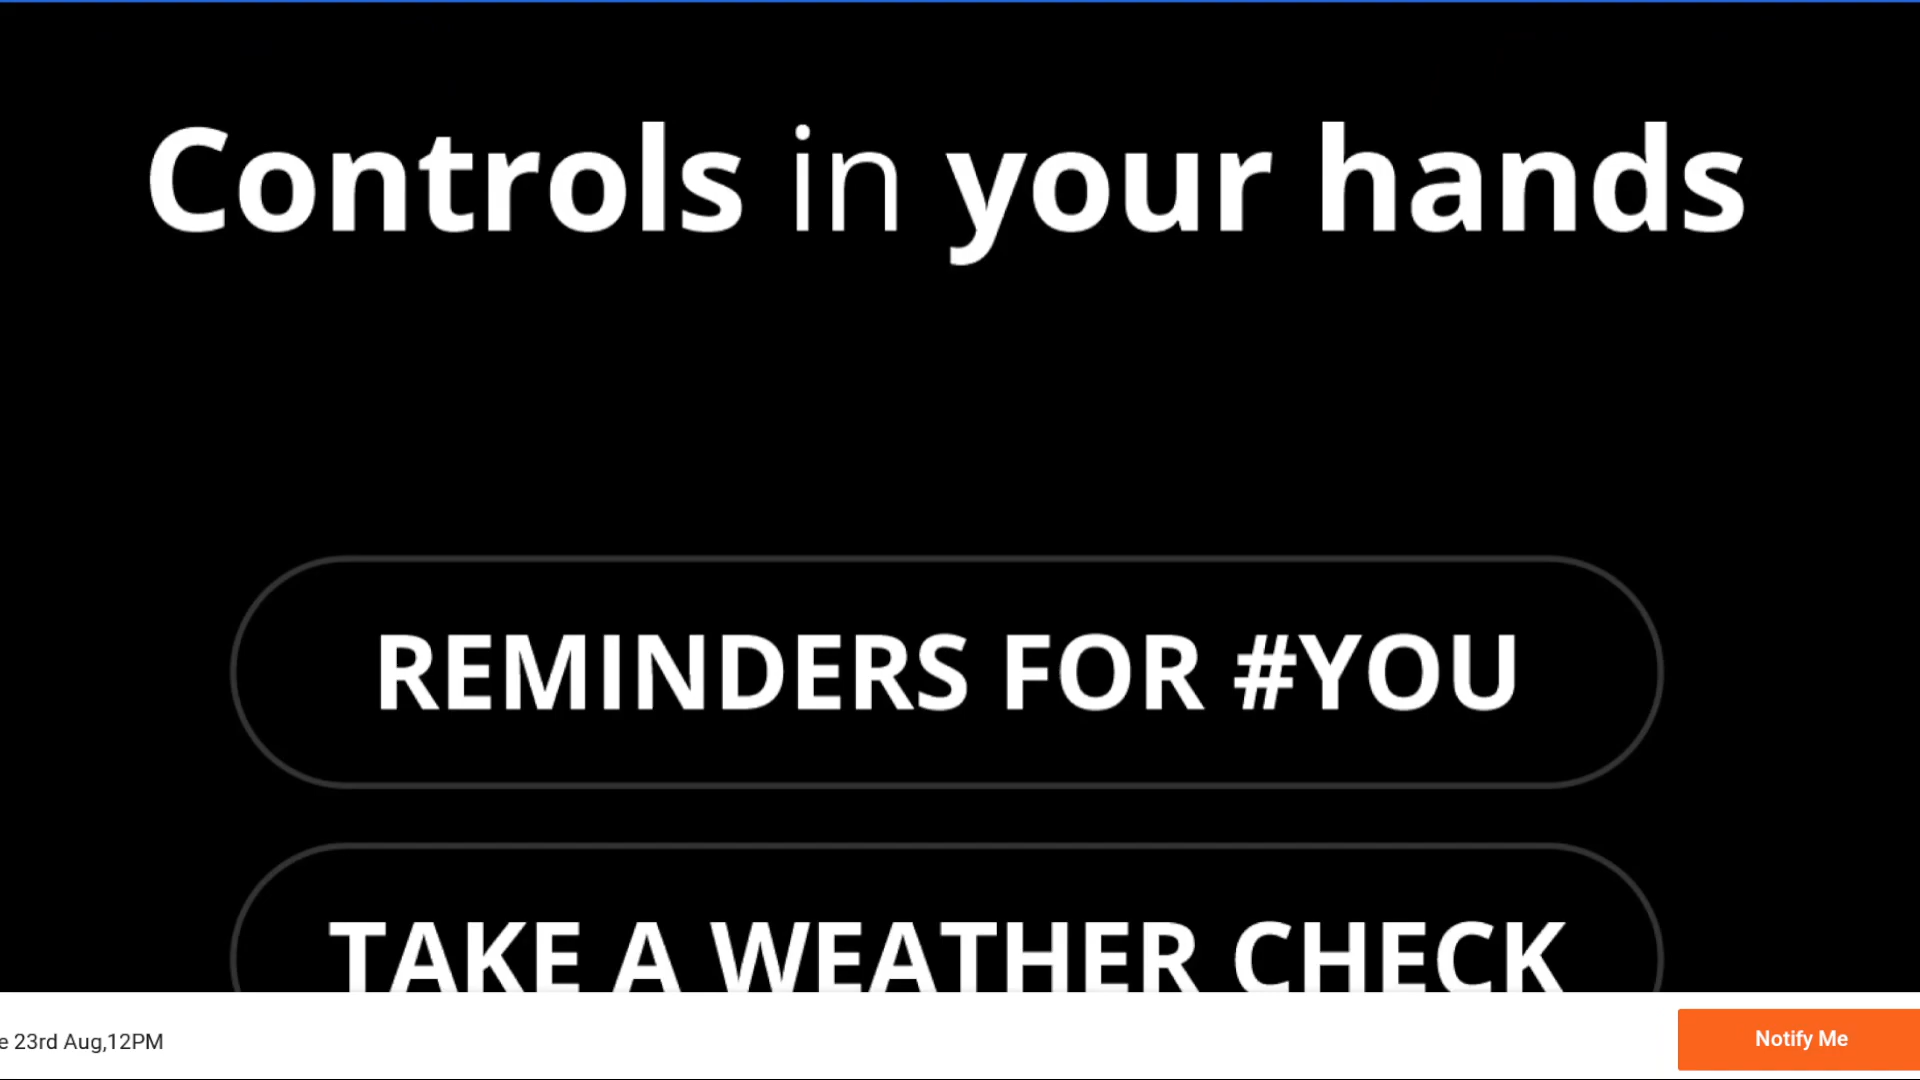 Controls in your hands
REMINDERS FOR #YOU
TAKE A WEATHER CHECK
e 23rd Aug,12PM
Notify Me